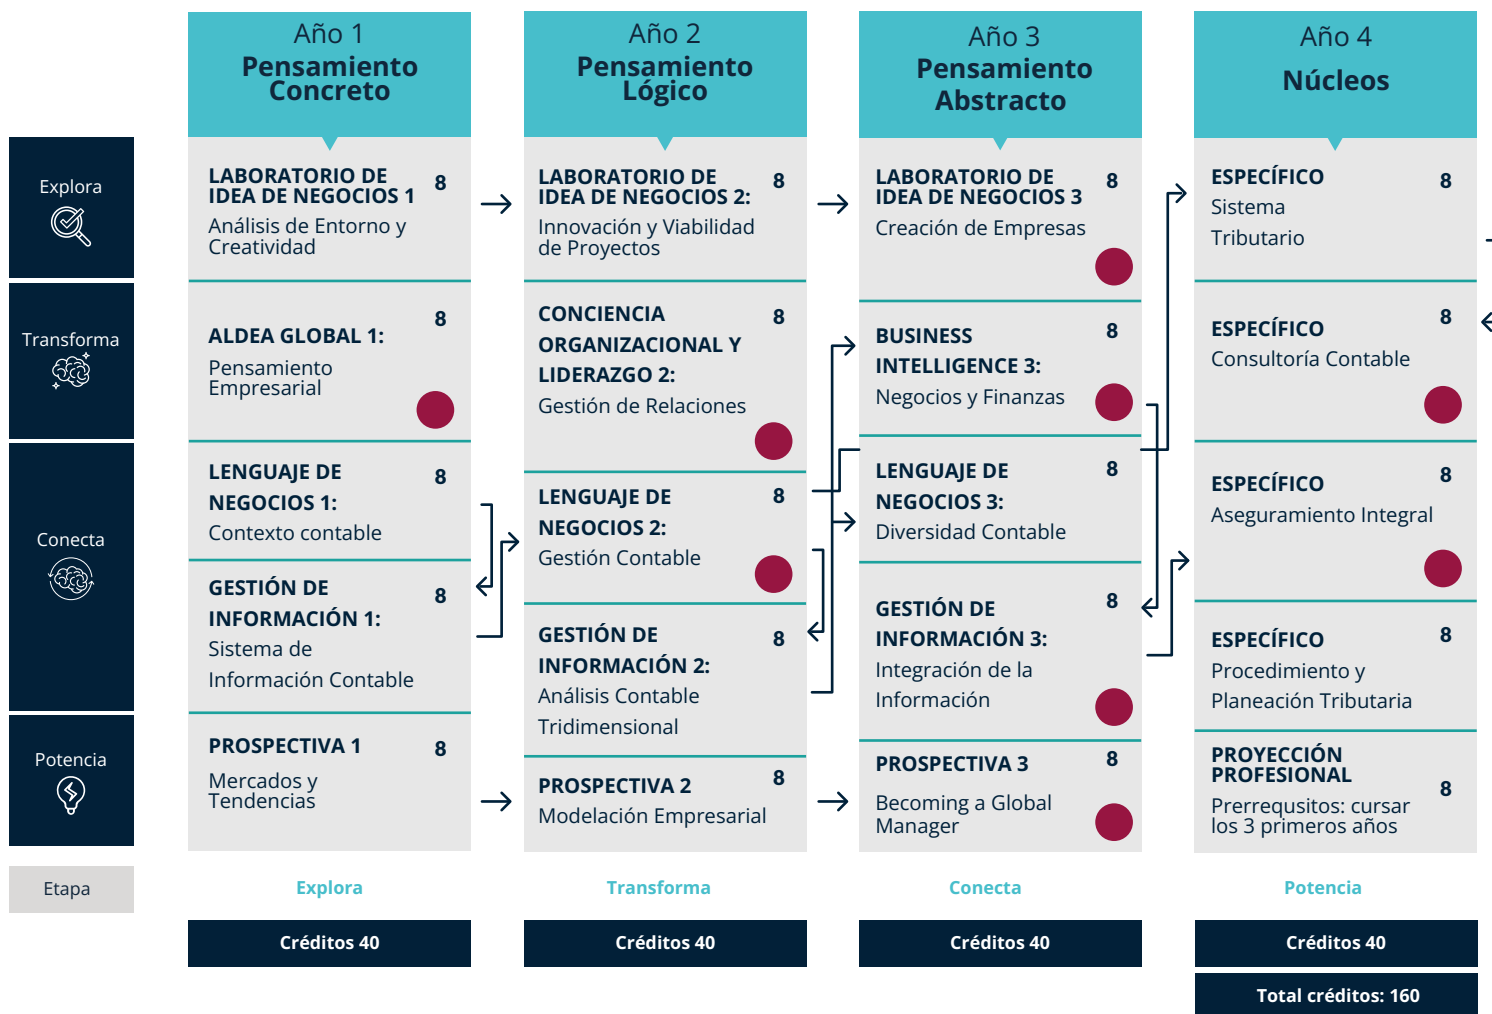 Año 1
Pensamiento
Concreto
Año 2
Pensamiento
Lógico
Año 3
Pensamiento
Abstracto
Año 4
Núcleos
Explora
Transforma
Conecta
Potencia
Etapa
LABORATORIO DE
IDEA DE NEGOCIOS 1
8
Análisis de Entorno y
Creatividad
ALDEA GLOBAL 1:
8
Pensamiento
Empresarial
LENGUAJE DE
NEGOCIOS 1:
8
Contexto contable
GESTIÓN DE
INFORMACIÓN 1:
8
Sistema de
Información Contable
PROSPECTIVA 1
8
Mercados y
Tendencias
Explora
Créditos 40
LABORATORIO DE
IDEA DE NEGOCIOS 2:
8
Innovación y Viabilidad
de Proyectos
CONCIENCIA
ORGANIZACIONAL Y
LIDERAZGO 2:
8
Gestión de Relaciones
LENGUAJE DE
NEGOCIOS 2:
8
Gestión Contable
GESTIÓN DE
INFORMACIÓN 2:
8
Análisis Contable
Tridimensional
PROSPECTIVA 2
8
Modelación Empresarial
Transforma
Créditos 40
LABORATORIO DE
IDEA DE NEGOCIOS 3
8
Creación de Empresas
BUSINESS
INTELLIGENCE 3:
8
Negocios y Finanzas
LENGUAJE DE
NEGOCIOS 3:
8
Diversidad Contable
GESTIÓN DE
INFORMACIÓN 3:
8
Integración de la
Información
PROSPECTIVA 3
8
Becoming a Global
Manager
Conecta
Créditos 40
ESPECÍFICO
8
Sistema
Tributario
ESPECÍFICO
8
Consultoría Contable
ESPECÍFICO
8
Aseguramiento Integral
ESPECÍFICO
8
Procedimiento y
Planeación Tributaria
PROYECCIÓN
PROFESIONAL
8
Prerrequsitos: cursar
los 3 primeros años
Potencia
Créditos 40
Total créditos: 160